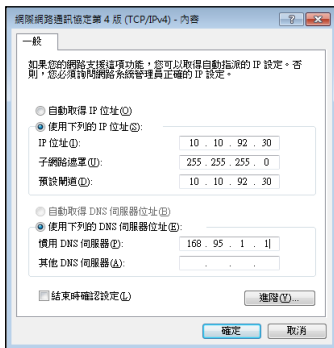 網際網路通訊協定第 4 版 (TCP/IPv4) - 內容
一般
如果您的網路支援這項功能，您可以取得自動指派的 IP 設定。否
則，您必須詢問網路系統管理員正確的 IP 設定。
自動取得 IP 位址(O)
使用下列的 IP 位址(S):
IP 位址(I): 10 . 10 . 92 . 30
子網路遮罩(U): 255 . 255 . 255 . 0
預設閘道(D): 10 . 10 . 92 . 30
自動取得 DNS 伺服器位址(B)
使用下列的 DNS 伺服器位址(E):
慣用 DNS 伺服器(P): 168 . 95 . 1 . 1
其他 DNS 伺服器(A): . . .
結束時確認設定(L)
進階(V)...
確定 取消